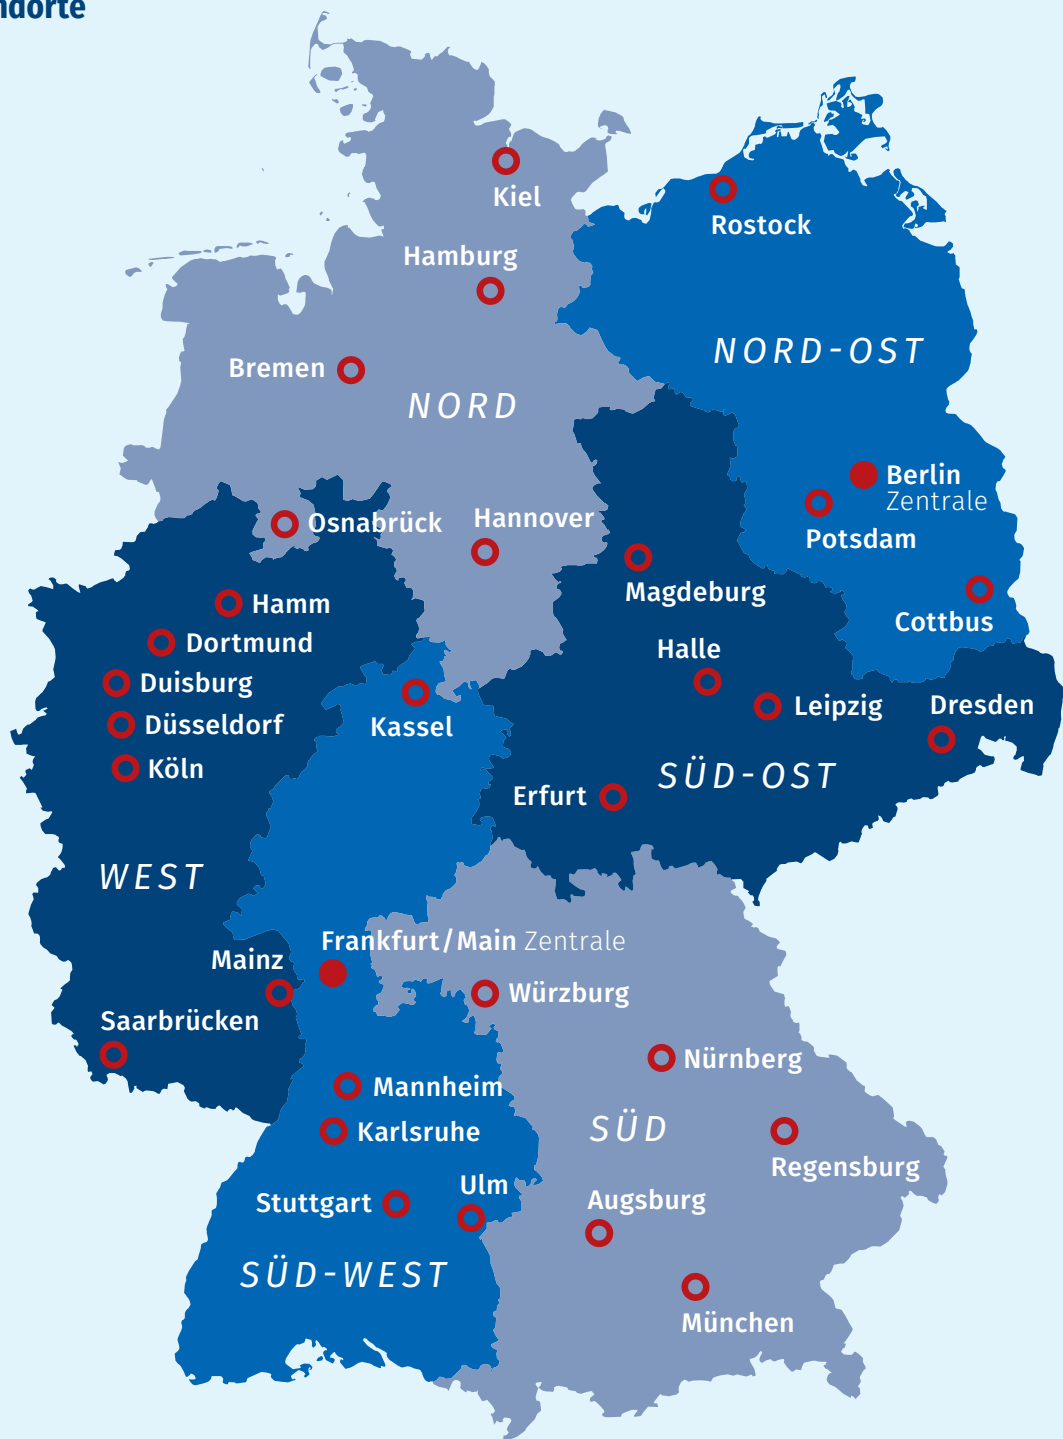 Kiel
Rostock
Hamburg
NORD-OST
Bremen
NORD
Berlin
Zentrale
Osnabrück
Hannover
Potsdam
Magdeburg
Hamm
Cottbus
Dortmund
Halle
Duisburg
Leipzig
Dresden
Düsseldorf
Kassel
Köln
SÜD-OST
Erfurt
WEST
Frankfurt/Main Zentrale
Mainz
Würzburg
Saarbrücken
Nürnberg
Mannheim
SÜD
Karlsruhe
Regensburg
Ulm
Stuttgart
Augsburg
SÜD-WEST
München